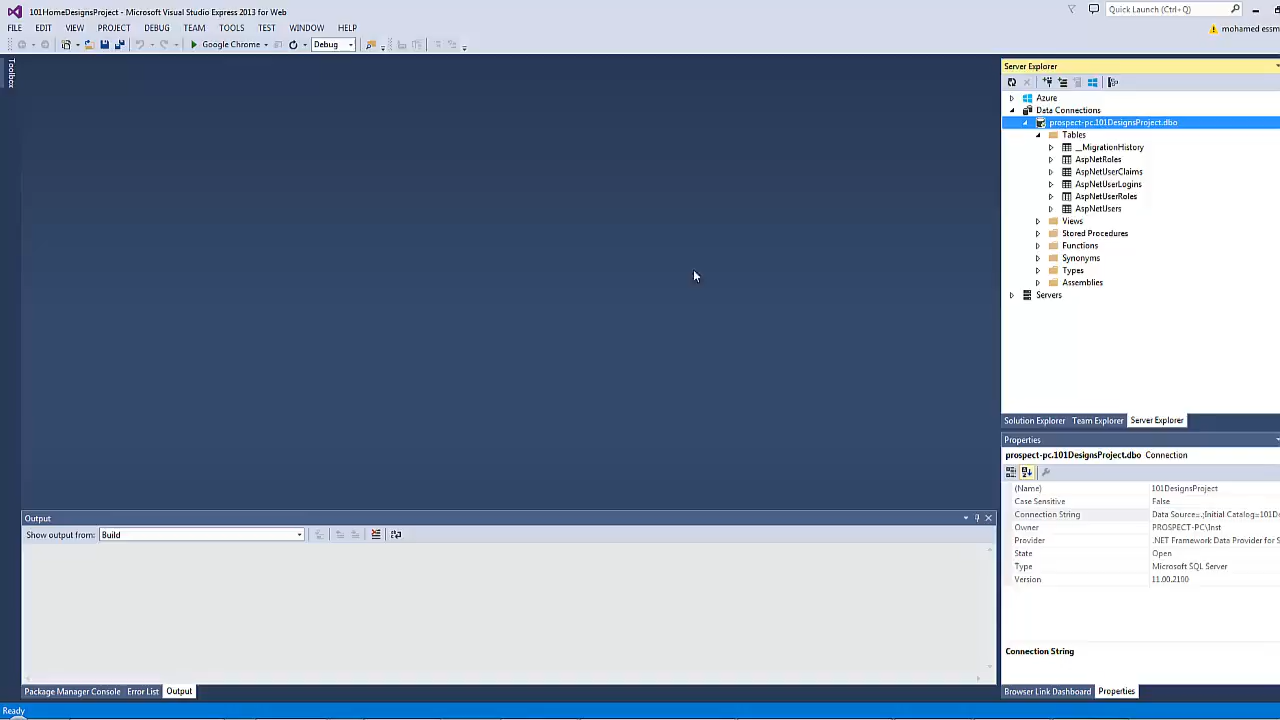 101HomeDesignsProject - Microsoft Visual Studio Express 2013 for Web
Quick Launch (Ctrl+Q)
FILE EDIT VIEW PROJECT DEBUG TEAM TOOLS TEST WINDOW HELP
mohamed essm
Google Chrome Debug
Toolbox
Server Explorer
Azure
Data Connections
prospect-pc.101DesignsProject.dbo
Tables
__MigrationHistory
AspNetRoles
AspNetUserClaims
AspNetUserLogins
AspNetUserRoles
AspNetUsers
Views
Stored Procedures
Functions
Synonyms
Types
Assemblies
Servers
Solution Explorer Team Explorer Server Explorer
Properties
prospect-pc.101DesignsProject.dbo Connection
(Name) 101DesignsProject
Case Sensitive False
Connection String Data Source=.;Initial Catalog=101D
Owner PROSPECT-PC\Inst
Provider .NET Framework Data Provider for S
State Open
Type Microsoft SQL Server
Version 11.00.2100
Connection String
Browser Link Dashboard Properties
Output
Show output from: Build
Package Manager Console Error List Output
Ready